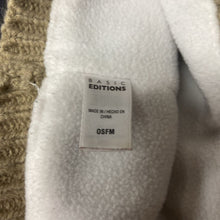 BASIC
EDITIONS
MADE IN / HECHO EN
CHINA
OSFM